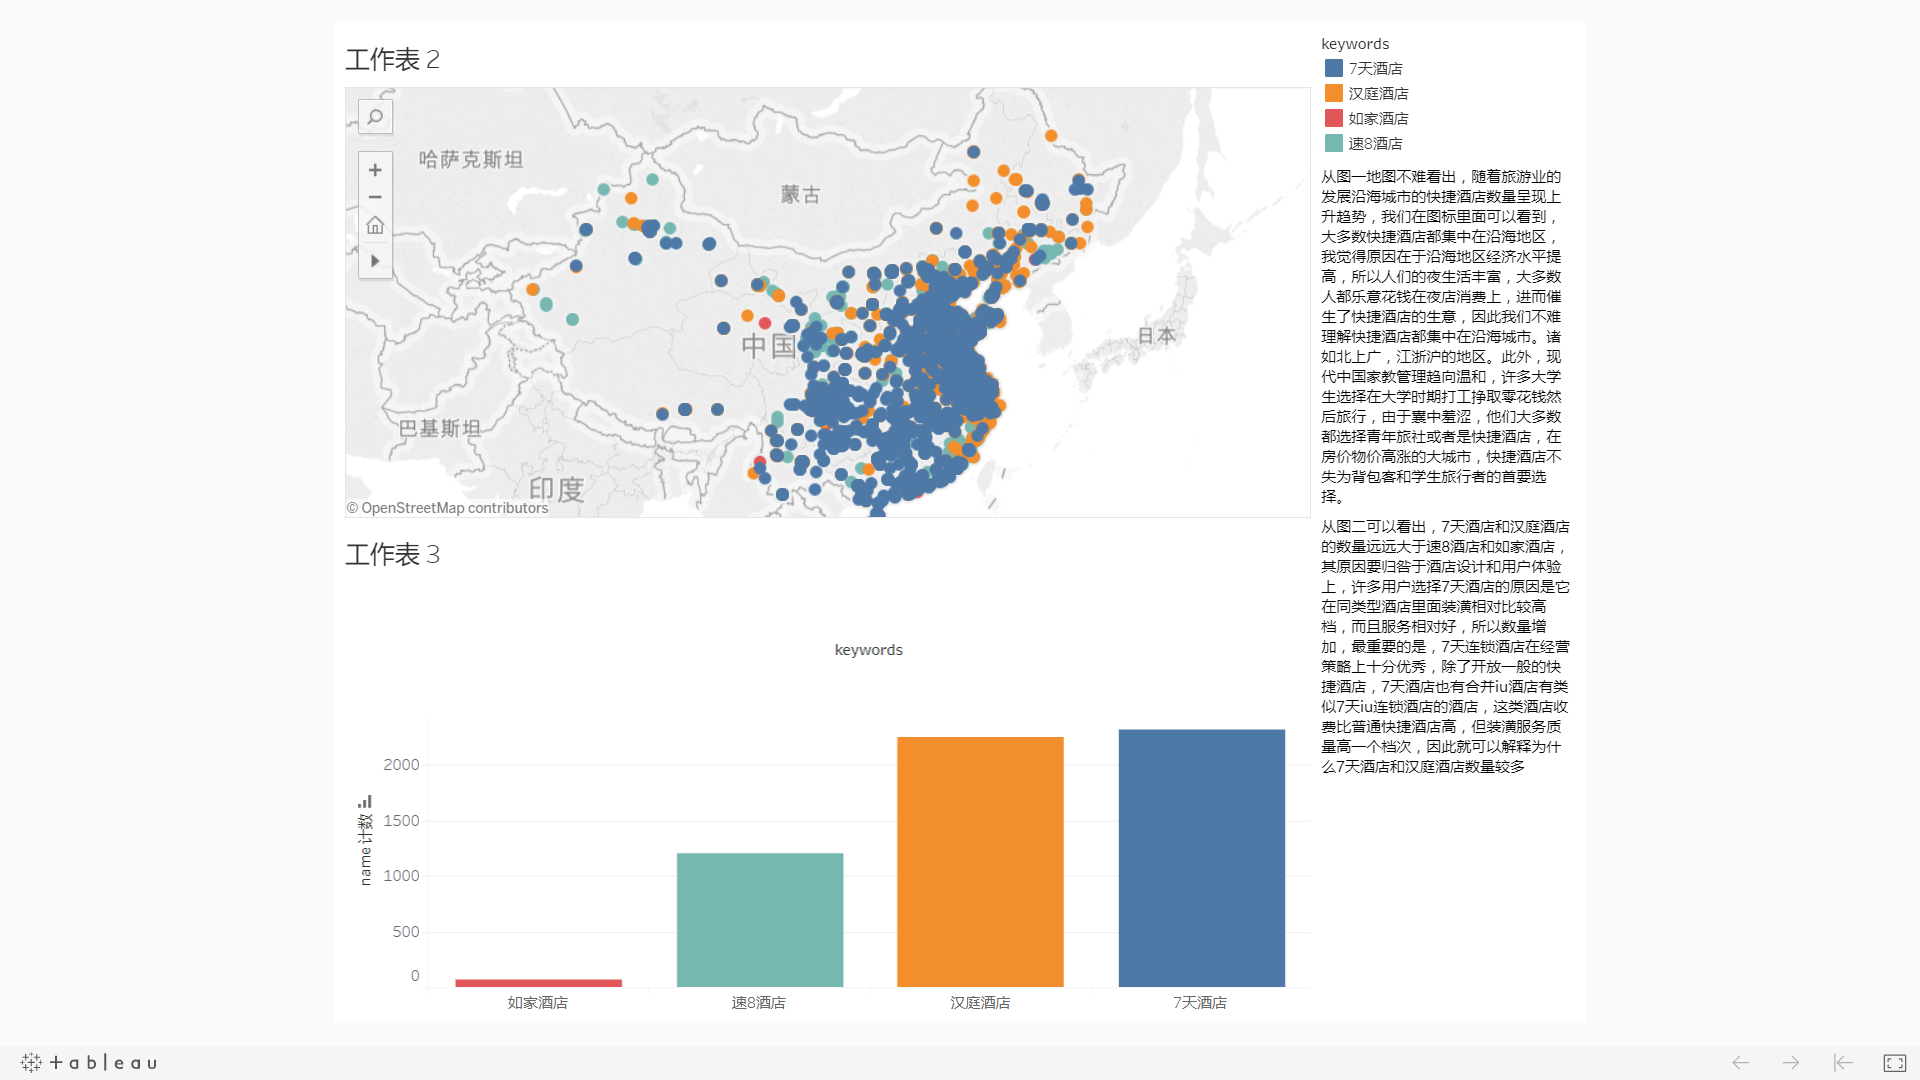 工作表 2
哈萨克斯坦
蒙古
中国
日本
巴基斯坦
印度
© OpenStreetMap contributors
keywords
7天酒店
汉庭酒店
如家酒店
速8酒店
从图一地图不难看出，随着旅游业的
发展沿海城市的快捷酒店数量呈现上
升趋势，我们在图标里面可以看到，
大多数快捷酒店都集中在沿海地区，
我觉得原因在于沿海地区经济水平提
高，所以人们的夜生活丰富，大多数
人都乐意花钱在夜店消费上，进而催
生了快捷酒店的生意，因此我们不难
理解快捷酒店都集中在沿海城市。诸
如北上广，江浙沪的地区。此外，现
代中国家教管理趋向温和，许多大学
生选择在大学时期打工挣取零花钱然
后旅行，由于囊中羞涩，他们大多数
都选择青年旅社或者是快捷酒店，在
房价物价高涨的大城市，快捷酒店不
失为背包客和学生旅行者的首要选
择。
从图二可以看出，7天酒店和汉庭酒店
的数量远远大于速8酒店和如家酒店，
其原因要归咎于酒店设计和用户体验
上，许多用户选择7天酒店的原因是它
在同类型酒店里面装潢相对比较高
档，而且服务相对好，所以数量增
加，最重要的是，7天连锁酒店在经营
策略上十分优秀，除了开放一般的快
捷酒店，7天酒店也有合并iu酒店有类
似7天iu连锁酒店的酒店，这类酒店收
费比普通快捷酒店高，但装潢服务质
量高一个档次，因此就可以解释为什
么7天酒店和汉庭酒店数量较多
工作表 3
keywords
name 计数
2000
1500
1000
500
0
如家酒店
速8酒店
汉庭酒店
7天酒店
+ableau